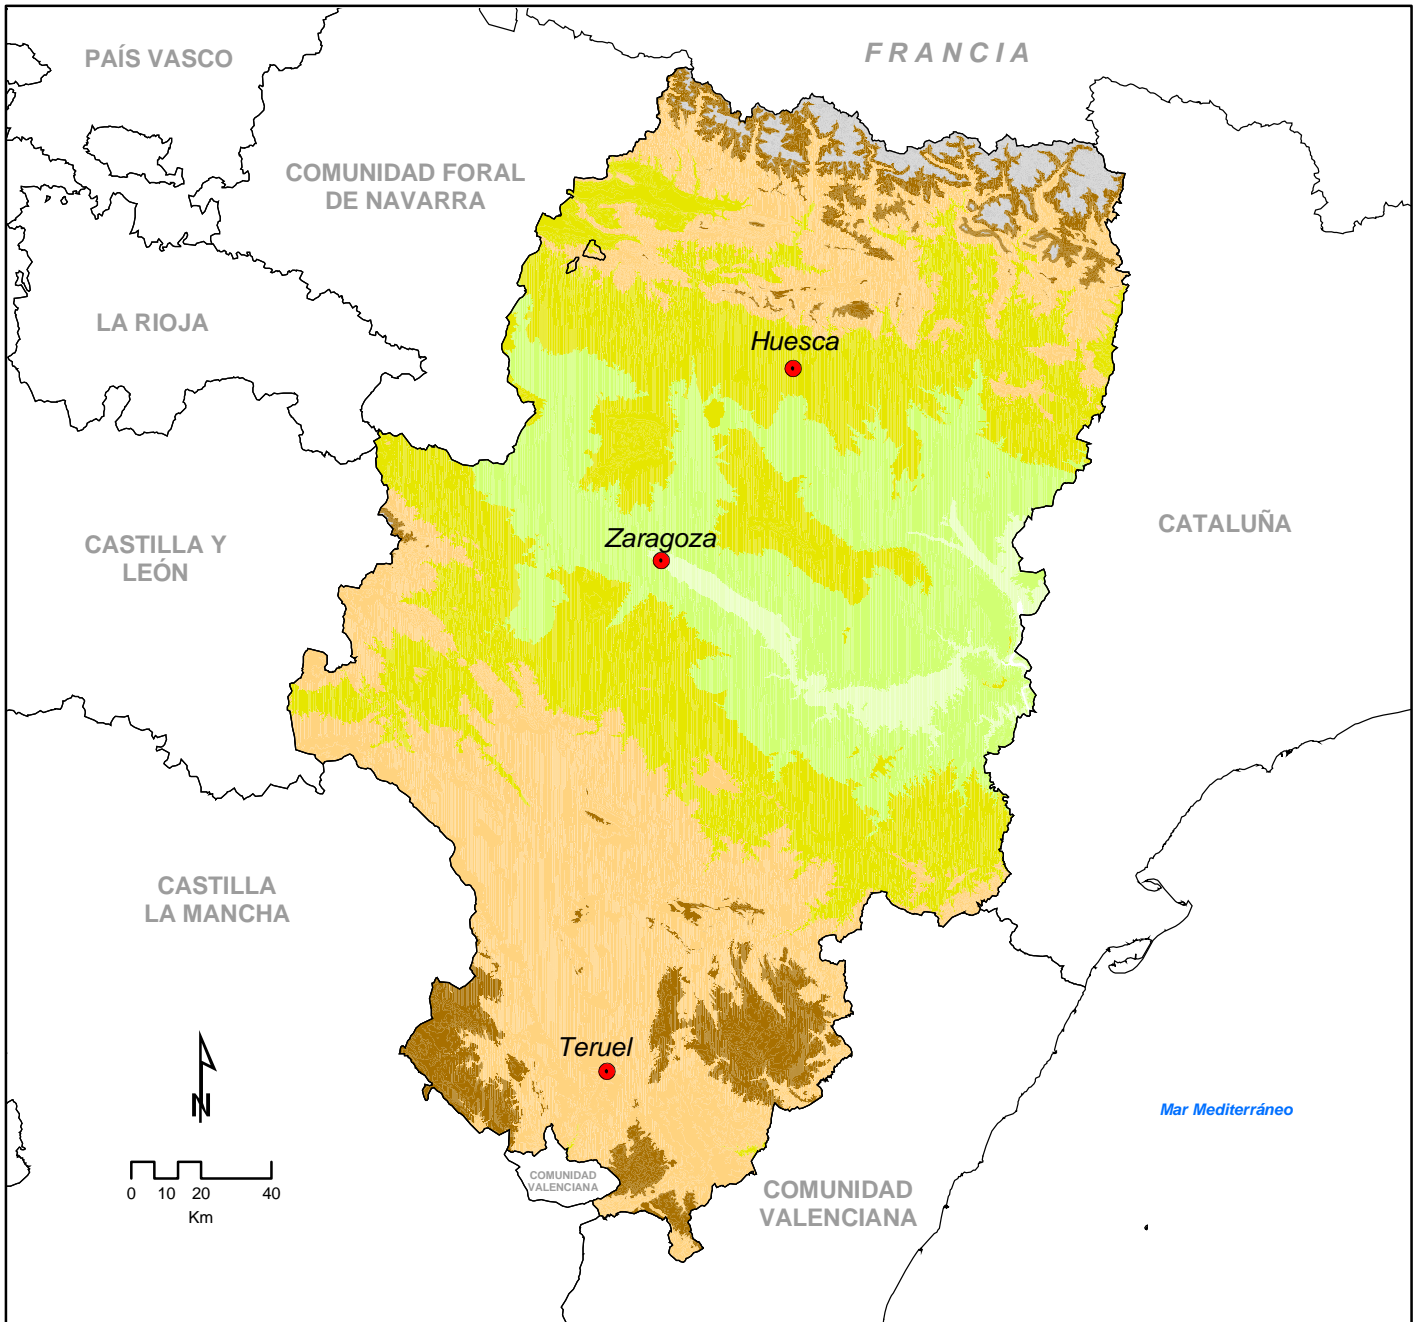 FRANCIA
PAÍS VASCO
COMUNIDAD FORAL
DE NAVARRA
LA RIOJA
Huesca
CATALUÑA
Zaragoza
CASTILLA Y
LEÓN
CASTILLA
LA MANCHA
Teruel
N
Mar Mediterráneo
COMUNIDAD
VALENCIANA
COMUNIDAD
VALENCIANA
0 10 20 40
Km